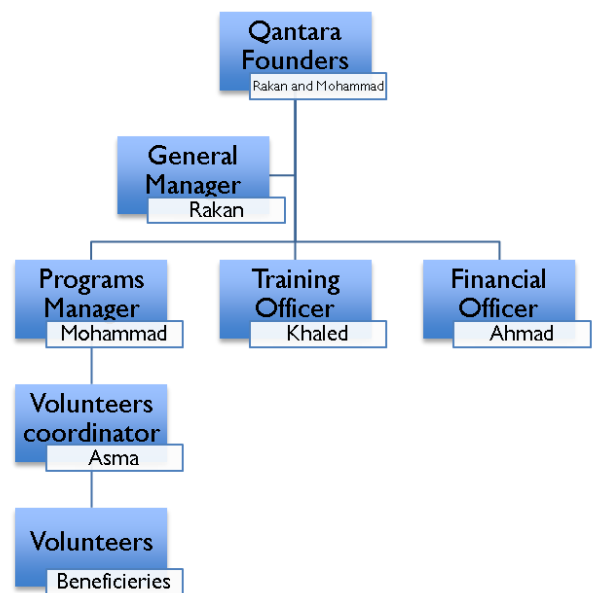 Qantara
Founders
Rakan and Mohammad
General
Manager
Rakan
Programs
Manager
Mohammad
Training
Officer
Khaled
Financial
Officer
Ahmad
Volunteers
coordinator
Asma
Volunteers
Beneficieries